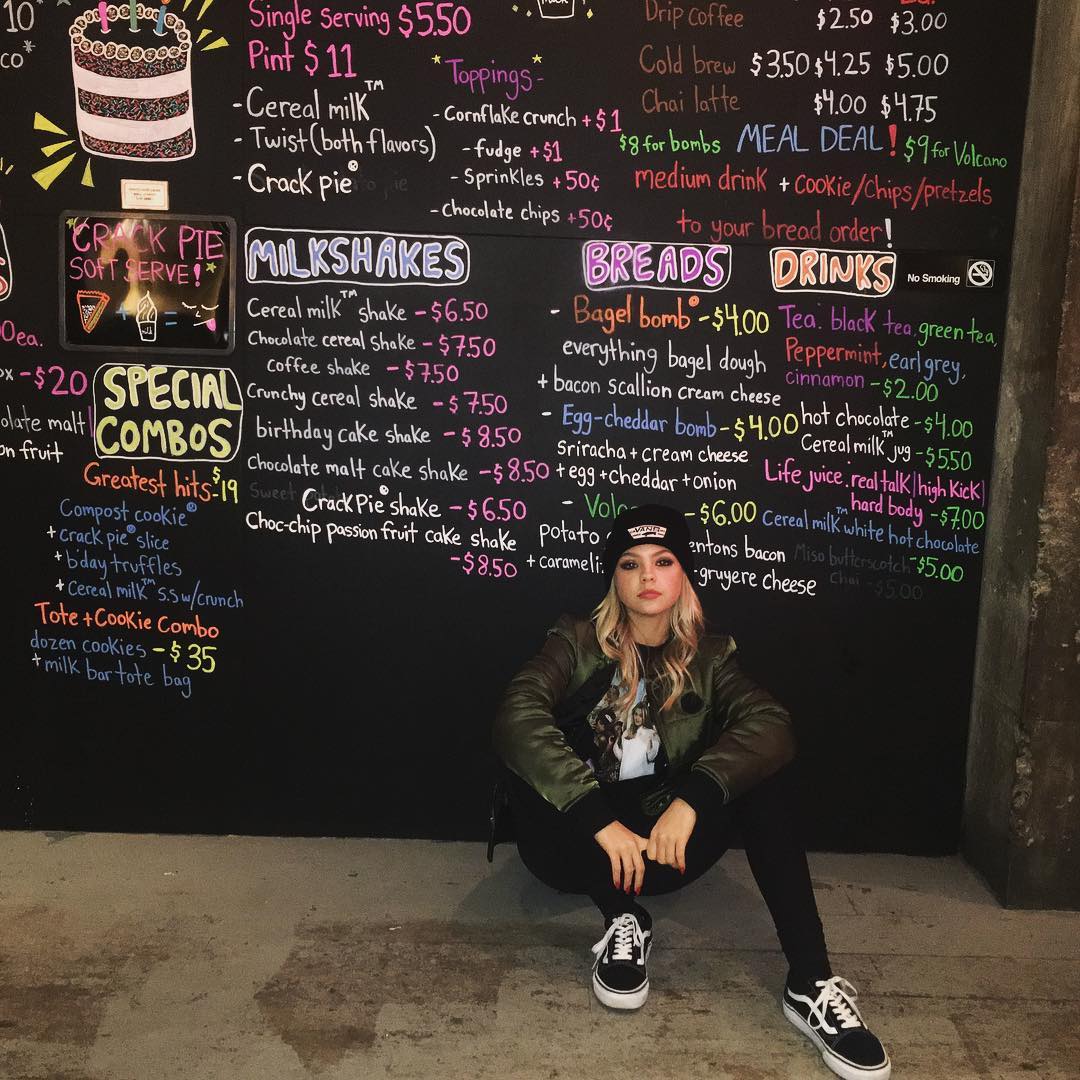 10
co*
Single serving $5.50
Pint $11
- Cereal milk™
- Twist (both flavors)
- Crack pie®
*Toppings-*
- Cornflake crunch + $1
- fudge + $1
- Sprinkles + 50¢
- Chocolate chips + 50¢
Drip coffee $2.50 $3.00
Cold brew $3.50 $4.25 $5.00
Chai latte $4.00 $4.75
$8 for bombs MEAL DEAL! $9 for Volcano
medium drink + cookie/chips/pretzels
to your bread order!
CRACK PIE
SOFT SERVE!
milk
0ea.
ox - $20
olate malt
on fruit
SPECIAL
COMBOS
Greatest hits - $19
Compost cookie®
+ crack pie® slice
+ b'day truffles
+ Cereal milk™ S.S w/crunch
Tote + Cookie Combo
dozen cookies - $35
+ milk bar tote bag
MILKSHAKES
Cereal milk™ shake - $6.50
Chocolate cereal shake - $7.50
coffee shake - $7.50
Crunchy cereal shake - $7.50
birthday cake shake - $8.50
Chocolate malt cake shake - $8.50
Sweet
Crack Pie® shake - $6.50
Choc-chip passion fruit cake shake
- $8.50
BREADS
- Bagel bomb® - $4.00
everything bagel dough
+ bacon scallion cream cheese
- Egg-cheddar bomb - $4.00
Sriracha + cream cheese
+ egg + cheddar + onion
- Volc - $6.00
potato entons bacon
+ carameli gruyere cheese
VANS
DRINKS
No Smoking
Tea. black tea, green tea,
Peppermint, earl grey,
cinnamon - $2.00
hot chocolate - $4.00
Cereal milk™ jug - $5.50
Life juice. real talk | high kick |
hard body - $7.00
Cereal milk™ white hot chocolate
- $5.00
Miso butterscotch
Chai - $5.00